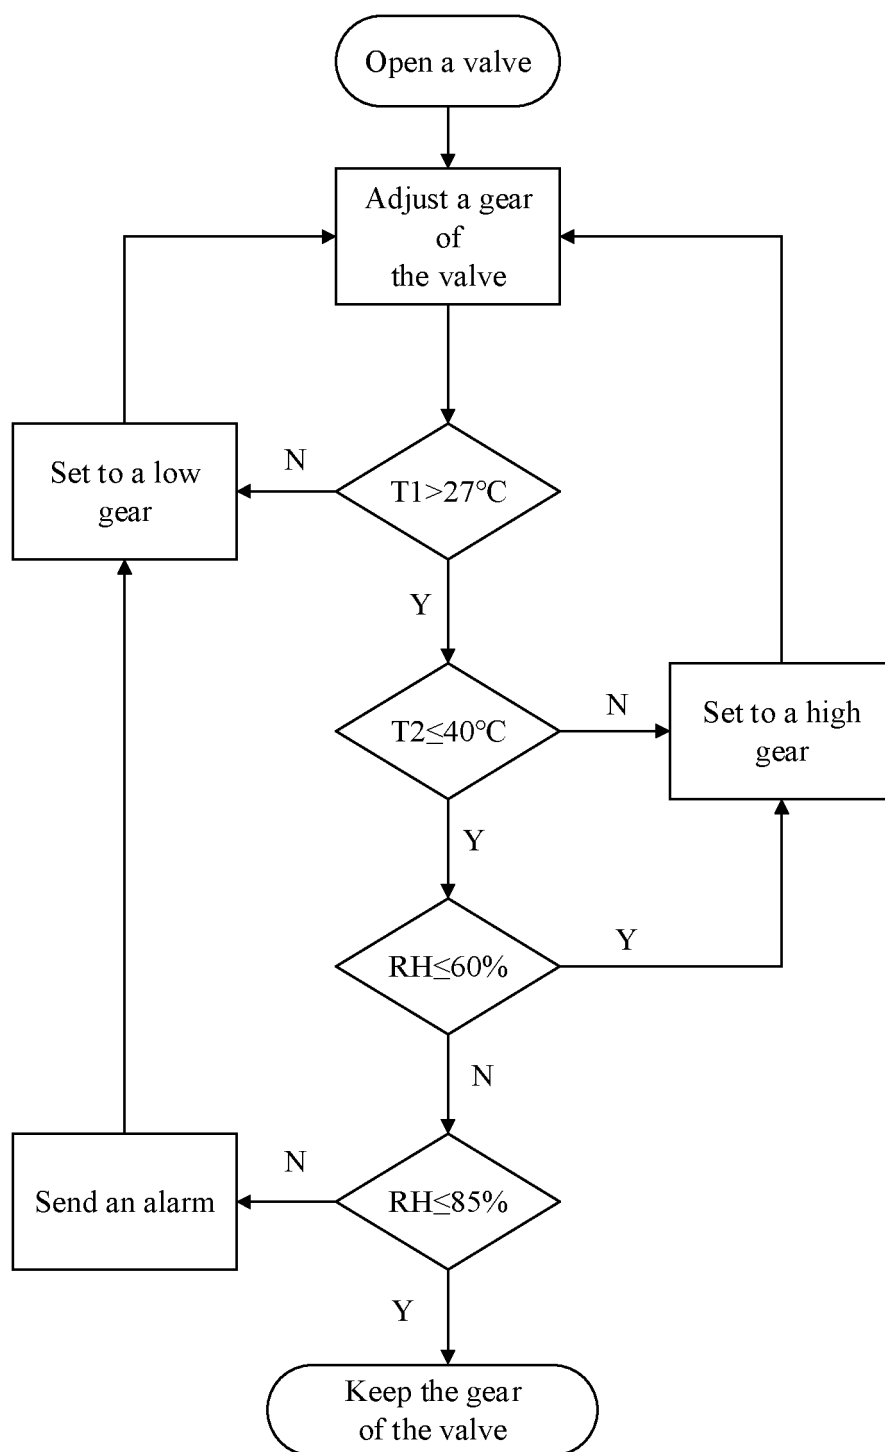 Open a valve
Adjust a gear
of
the valve
Set to a low
gear
N
T1>27℃
Y
T2≤40℃
N
Set to a high
gear
Y
RH≤60%
Y
N
Send an alarm
N
RH≤85%
Y
Keep the gear
of the valve